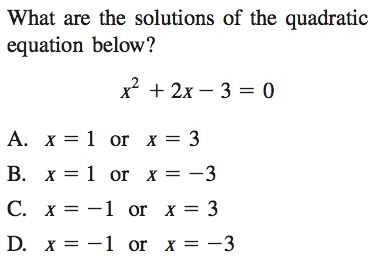 What are the solutions of the quadratic
equation below?
x² + 2x – 3 = 0
A. x = 1 or x = 3
B. x = 1 or x = –3
C. x = –1 or x = 3
D. x = –1 or x = –3